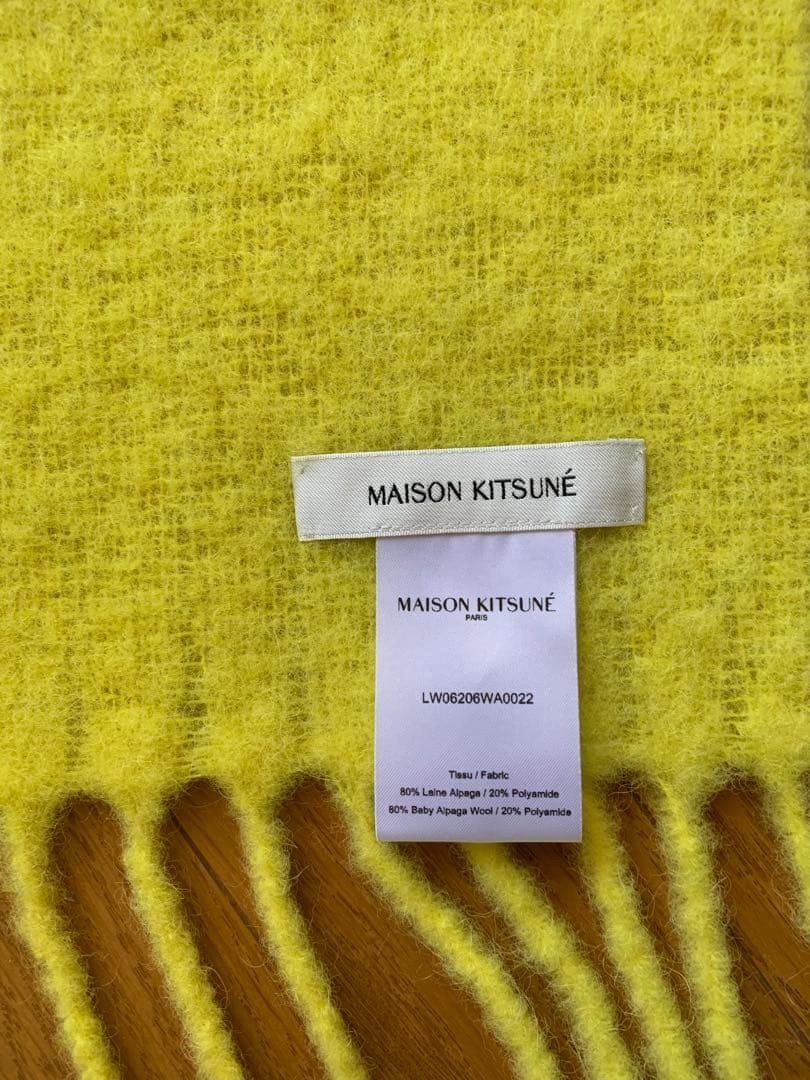 MAISON KITSUNÉ
MAISON KITSUNÉ
PARIS
LW06206WA0022
Tissu / Fabric
80% Laine Alpaga / 20% Polyamide
80% Baby Alpaga Wool / 20% Polyamide